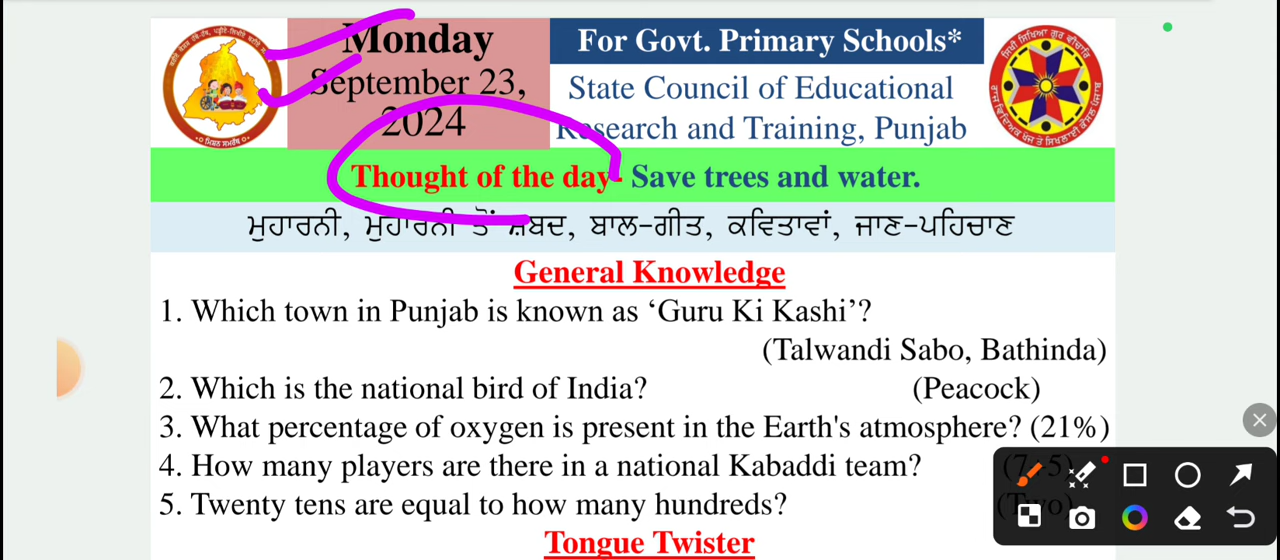 Monday
September 23,
2024
For Govt. Primary Schools*
State Council of Educational
Research and Training, Punjab
Thought of the day- Save trees and water.
ਮੁਹਾਰਨੀ, ਮੁਹਾਰਨੀ ਤੋਂ ਸ਼ਬਦ, ਬਾਲ-ਗੀਤ, ਕਵਿਤਾਵਾਂ, ਜਾਣ-ਪਹਿਚਾਣ
General Knowledge
1. Which town in Punjab is known as ‘Guru Ki Kashi’?
(Talwandi Sabo, Bathinda)
2. Which is the national bird of India? (Peacock)
3. What percentage of oxygen is present in the Earth's atmosphere? (21%)
4. How many players are there in a national Kabaddi team? (7+5)
5. Twenty tens are equal to how many hundreds? (Two)
Tongue Twister